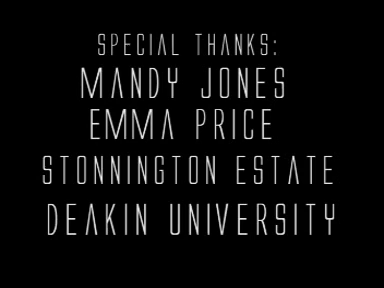 SPECIAL THANKS:
MANDY JONES
EMMA PRICE
STONNINGTON ESTATE
DEAKIN UNIVERSITY